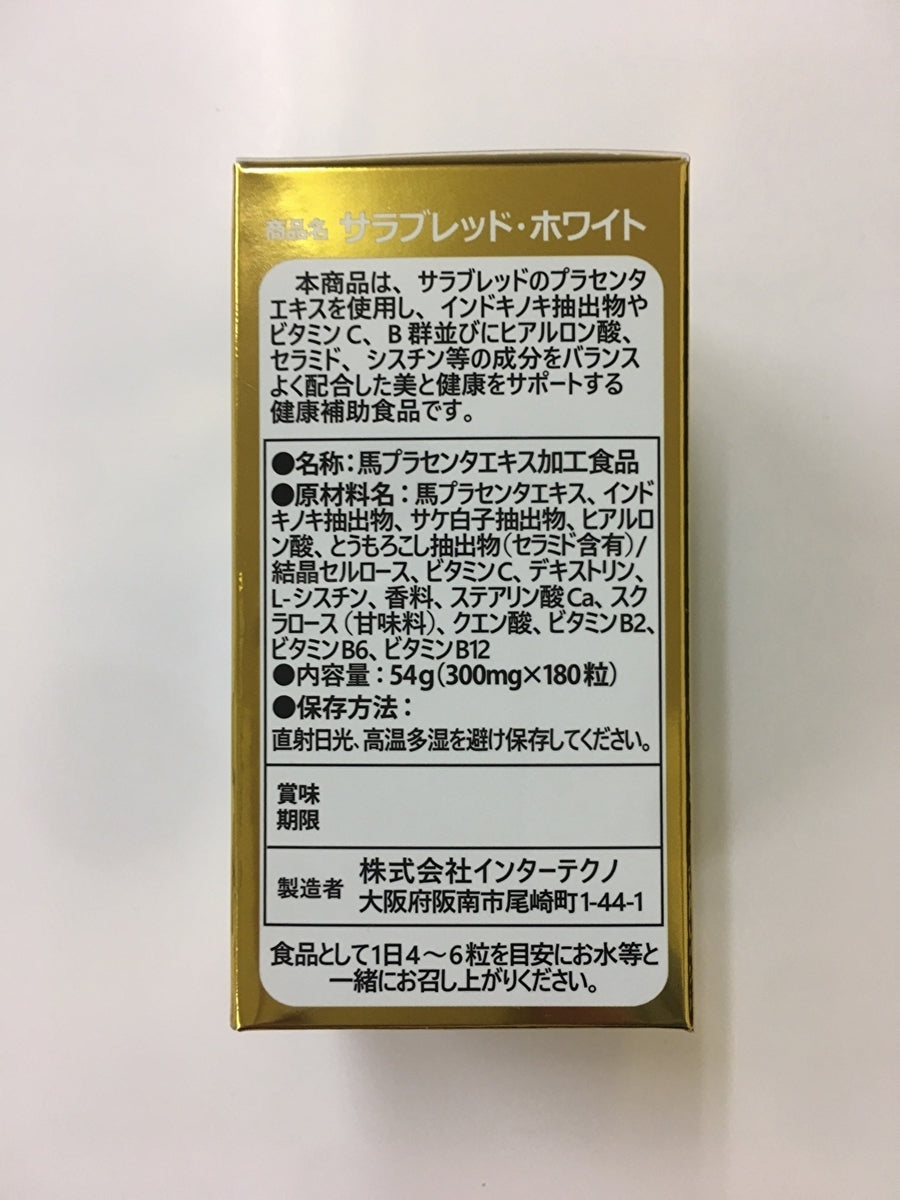 商品名 サラブレッド・ホワイト
本商品は、サラブレッドのプラセンタ
エキスを使用し、インドキノキ抽出物や
ビタミンC、B群並びにヒアルロン酸、
セラミド、シスチン等の成分をバランス
よく配合した美と健康をサポートする
健康補助食品です。
●名称：馬プラセンタエキス加工食品
●原材料名：馬プラセンタエキス、インド
キノキ抽出物、サケ白子抽出物、ヒアルロ
ン酸、とうもろこし抽出物（セラミド含有）/
結晶セルロース、ビタミンC、デキストリン、
L-シスチン、香料、ステアリン酸Ca、スク
ラロース（甘味料）、クエン酸、ビタミンB2、
ビタミンB6、ビタミンB12
●内容量：54g（300mg×180粒）
●保存方法：
直射日光、高温多湿を避け保存してください。
賞味
期限
製造者
株式会社インターテクノ
大阪府阪南市尾崎町1-44-1
食品として1日4～6粒を目安にお水等と
一緒にお召し上がりください。